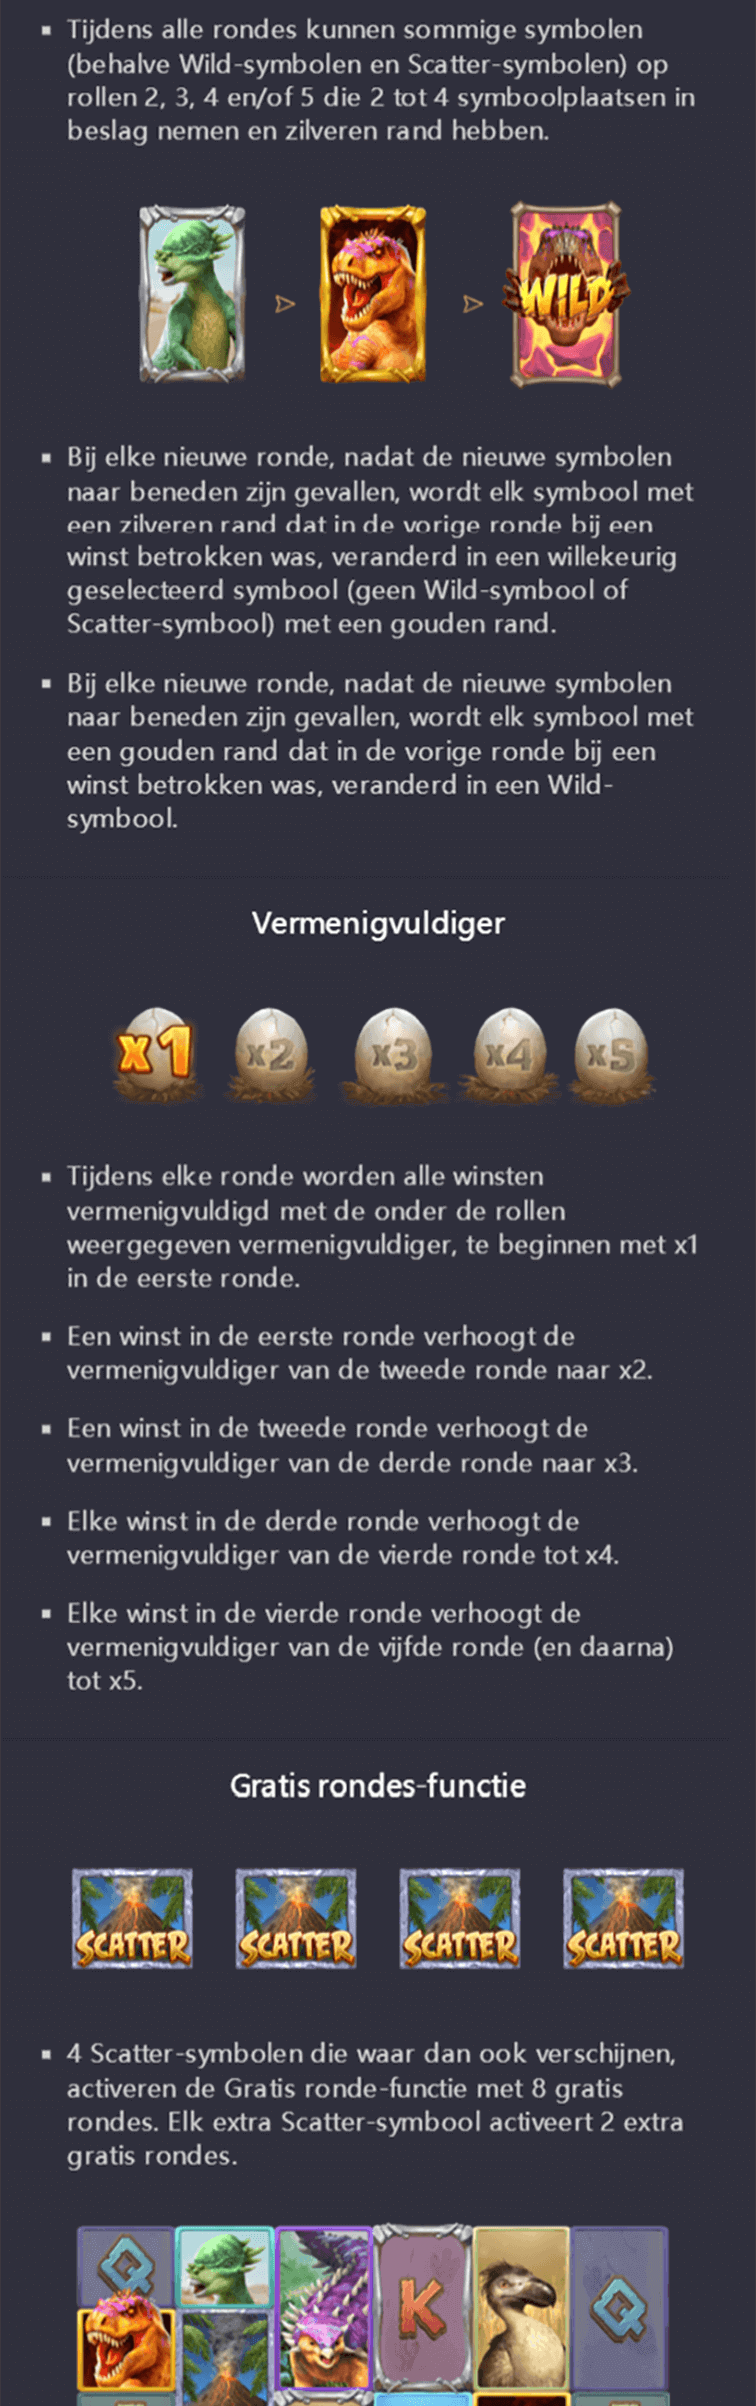 Tijdens alle rondes kunnen sommige symbolen
(behalve Wild-symbolen en Scatter-symbolen) op
rollen 2, 3, 4 en/of 5 die 2 tot 4 symboolplaatsen in
beslag nemen en zilveren rand hebben.
WILD
Bij elke nieuwe ronde, nadat de nieuwe symbolen
naar beneden zijn gevallen, wordt elk symbool met
een zilveren rand dat in de vorige ronde bij een
winst betrokken was, veranderd in een willekeurig
geselecteerd symbool (geen Wild-symbool of
Scatter-symbool) met een gouden rand.
Bij elke nieuwe ronde, nadat de nieuwe symbolen
naar beneden zijn gevallen, wordt elk symbool met
een gouden rand dat in de vorige ronde bij een
winst betrokken was, veranderd in een Wild-
symbool.
Vermenigvuldiger
x1 x2 x3 x4 x5
Tijdens elke ronde worden alle winsten
vermenigvuldigd met de onder de rollen
weergegeven vermenigvuldiger, te beginnen met x1
in de eerste ronde.
Een winst in de eerste ronde verhoogt de
vermenigvuldiger van de tweede ronde naar x2.
Een winst in de tweede ronde verhoogt de
vermenigvuldiger van de derde ronde naar x3.
Elke winst in de derde ronde verhoogt de
vermenigvuldiger van de vierde ronde tot x4.
Elke winst in de vierde ronde verhoogt de
vermenigvuldiger van de vijfde ronde (en daarna)
tot x5.
Gratis rondes-functie
SCATTER SCATTER SCATTER SCATTER
4 Scatter-symbolen die waar dan ook verschijnen,
activeren de Gratis ronde-functie met 8 gratis
rondes. Elk extra Scatter-symbool activeert 2 extra
gratis rondes.
Q
K
Q